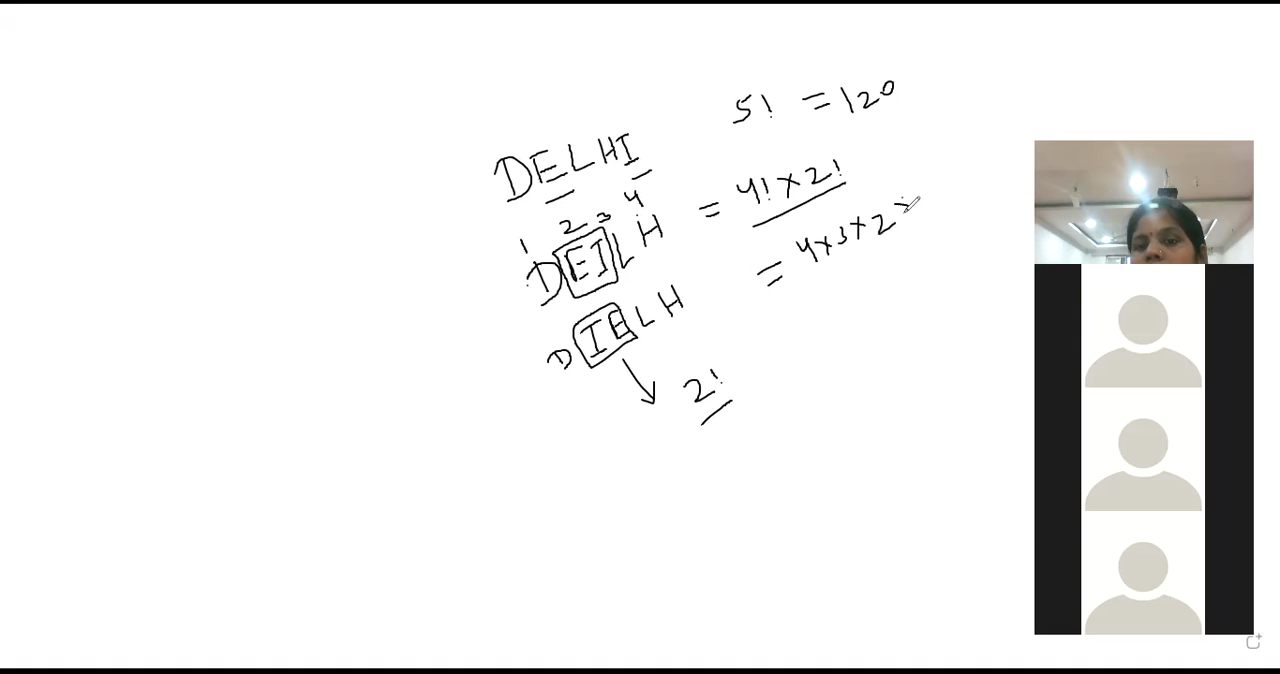 5! = 120
DELHI
1 2 3 4
DEILH = 4! × 2!
= 4 × 3 × 2 ×
DIELH
2!